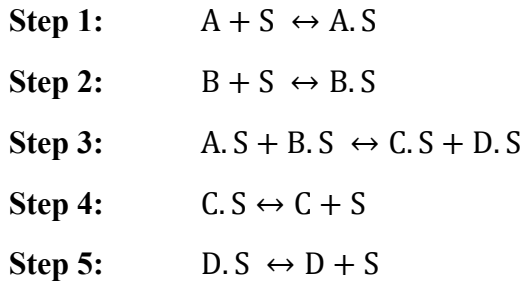 Step 1: A + S ↔ A. S
Step 2: B + S ↔ B. S
Step 3: A. S + B. S ↔ C. S + D. S
Step 4: C. S ↔ C + S
Step 5: D. S ↔ D + S